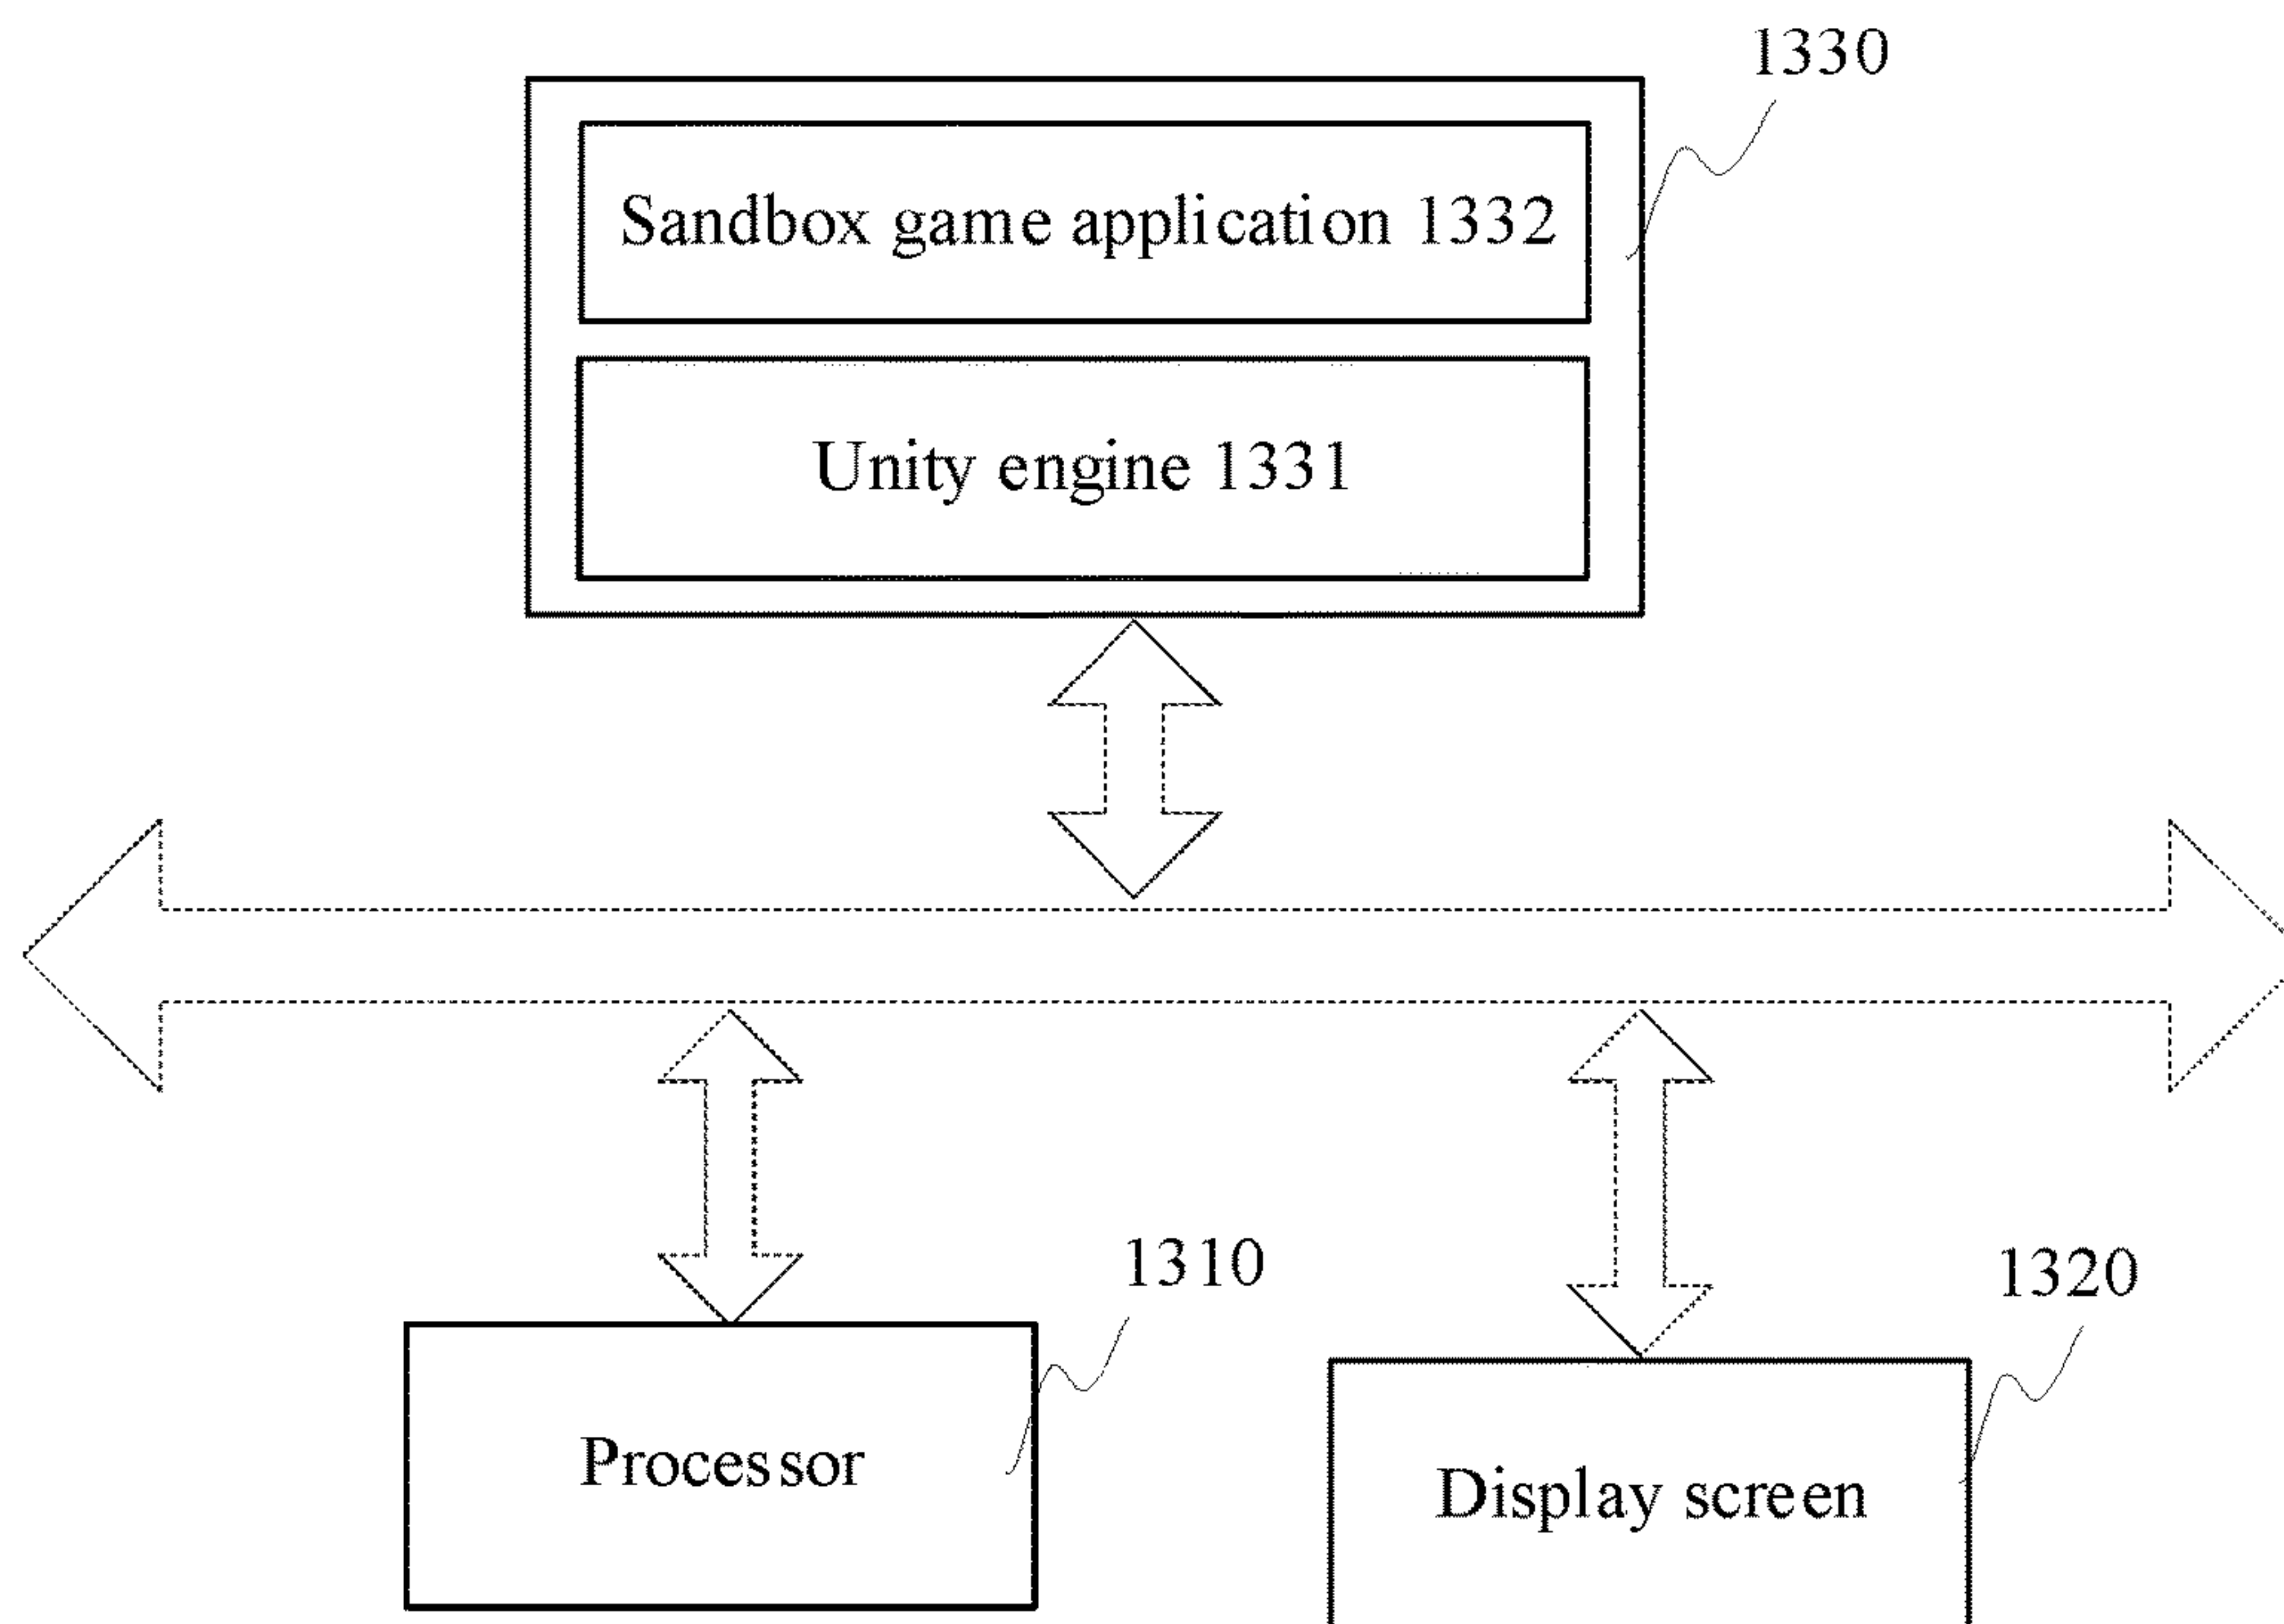 1330
Sandbox game application 1332
Unity engine 1331
1310
1320
Processor
Display screen